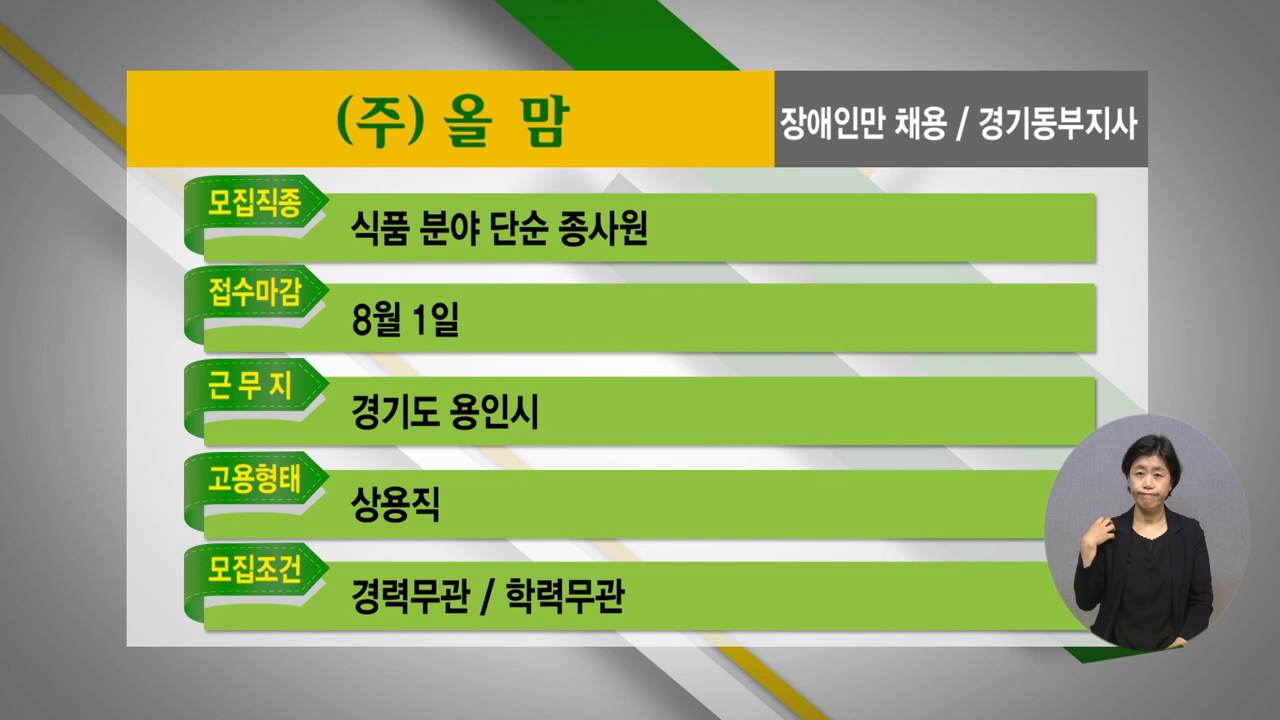 (주) 올 맘
장애인만 채용 / 경기동부지사
모집직종
식품 분야 단순 종사원
접수마감
8월 1일
근 무 지
경기도 용인시
고용형태
상용직
모집조건
경력무관 / 학력무관